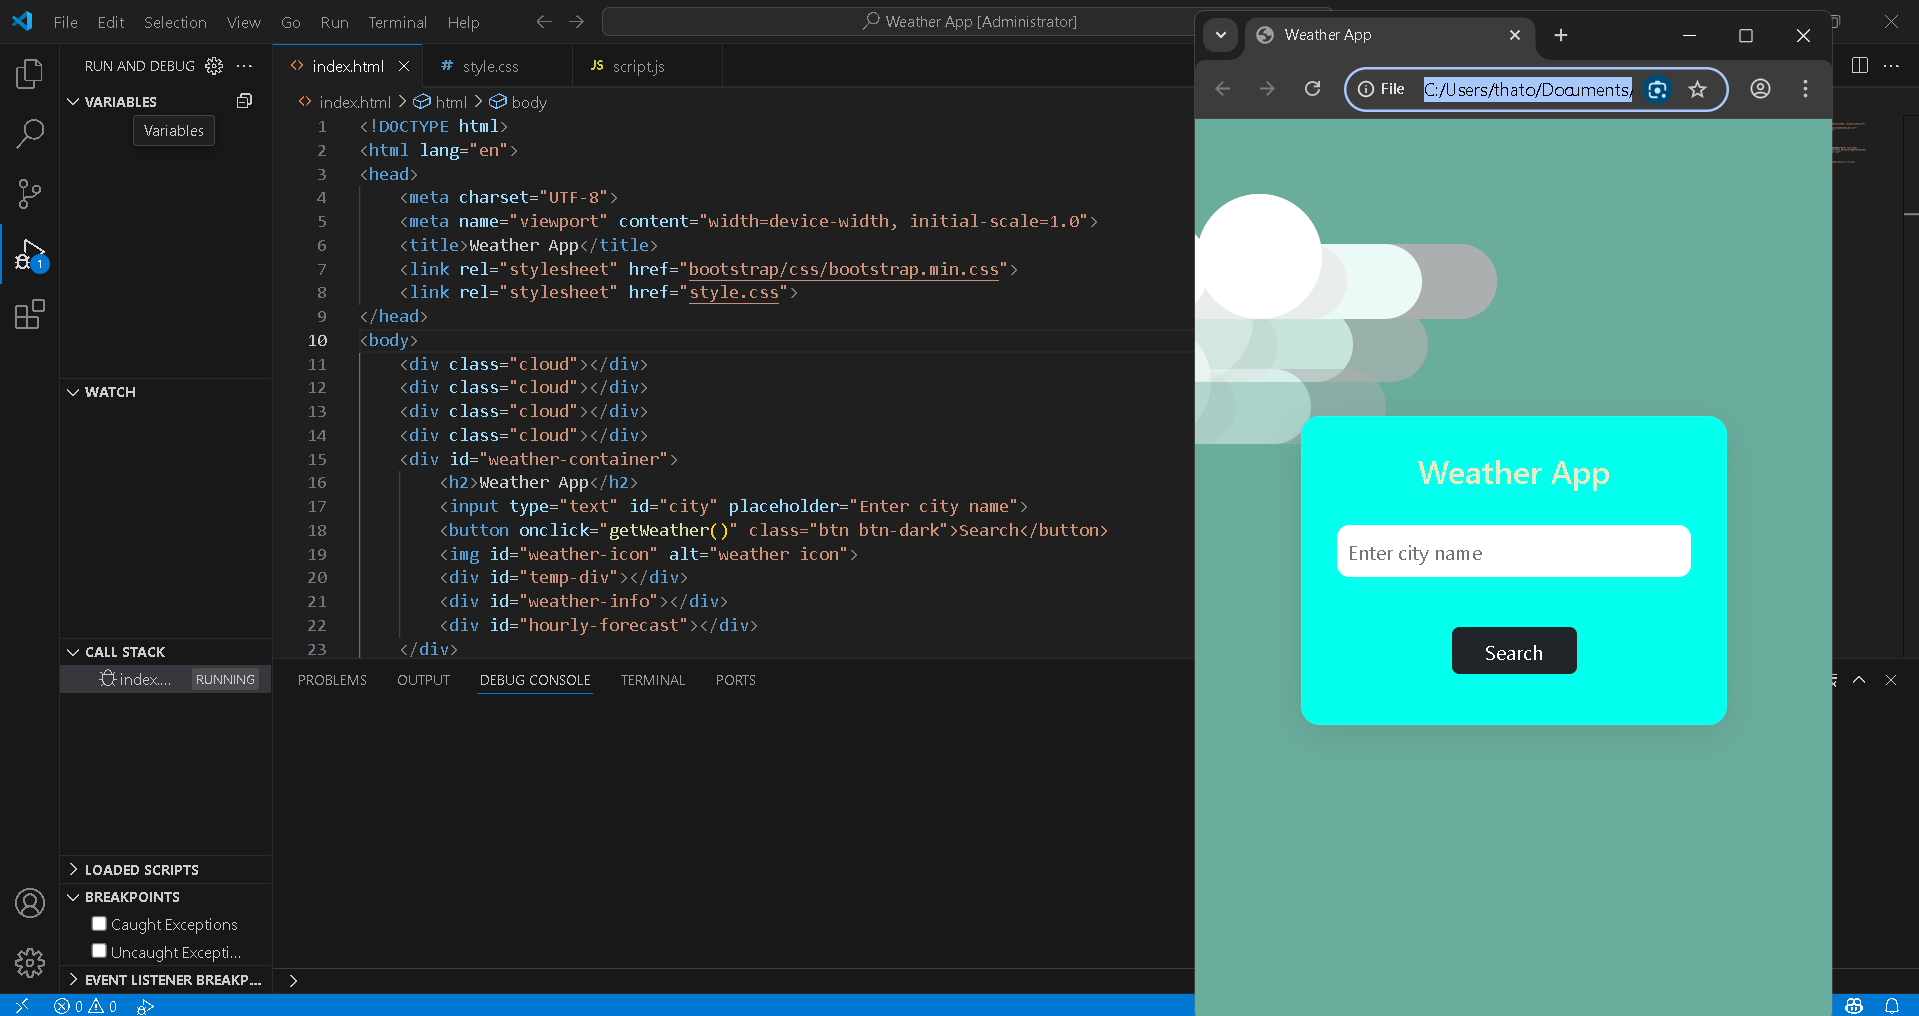 File Edit Selection View Go Run Terminal Help
Weather App [Administrator]
RUN AND DEBUG
VARIABLES
Variables
WATCH
CALL STACK
index.... RUNNING
LOADED SCRIPTS
BREAKPOINTS
Caught Exceptions
Uncaught Excepti...
EVENT LISTENER BREAKP...
index.html style.css JS script.js
index.html > html > body
1 <!DOCTYPE html>
2 <html lang="en">
3 <head>
4 <meta charset="UTF-8">
5 <meta name="viewport" content="width=device-width, initial-scale=1.0">
6 <title>Weather App</title>
7 <link rel="stylesheet" href="bootstrap/css/bootstrap.min.css">
8 <link rel="stylesheet" href="style.css">
9 </head>
10 <body>
11 <div class="cloud"></div>
12 <div class="cloud"></div>
13 <div class="cloud"></div>
14 <div class="cloud"></div>
15 <div id="weather-container">
16 <h2>Weather App</h2>
17 <input type="text" id="city" placeholder="Enter city name">
18 <button onclick="getWeather()" class="btn btn-dark">Search</button>
19 <img id="weather-icon" alt="weather icon">
20 <div id="temp-div"></div>
21 <div id="weather-info"></div>
22 <div id="hourly-forecast"></div>
23 </div>
PROBLEMS OUTPUT DEBUG CONSOLE TERMINAL PORTS
0 0
1
Weather App
File C:/Users/thato/Documents/
Weather App
Enter city name
Search